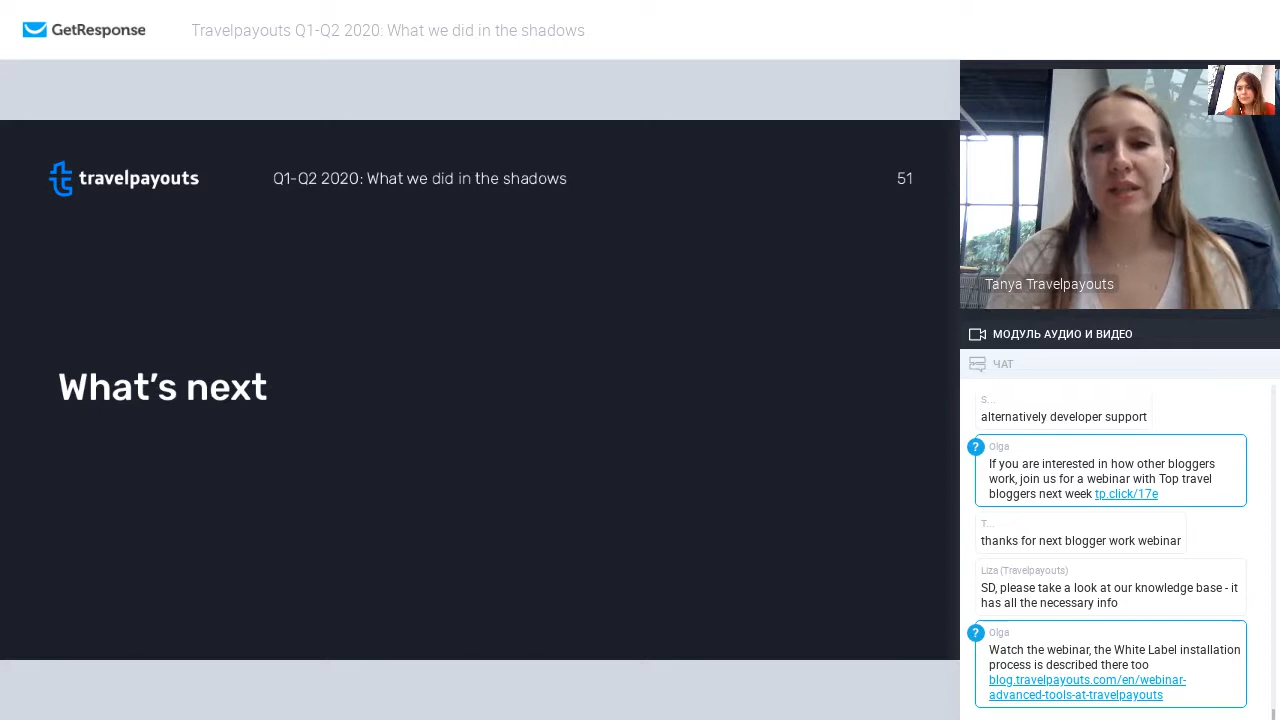 GetResponse
Travelpayouts Q1-Q2 2020: What we did in the shadows
travelpayouts
Q1-Q2 2020: What we did in the shadows
51
What's next
Tanya Travelpayouts
МОДУЛЬ АУДИО И ВИДЕО
ЧАТ
S...
alternatively developer support
?
Olga
If you are interested in how other bloggers
work, join us for a webinar with Top travel
bloggers next week tp.click/17e
T...
thanks for next blogger work webinar
Liza (Travelpayouts)
SD, please take a look at our knowledge base - it
has all the necessary info
?
Olga
Watch the webinar, the White Label installation
process is described there too
blog.travelpayouts.com/en/webinar-
advanced-tools-at-travelpayouts